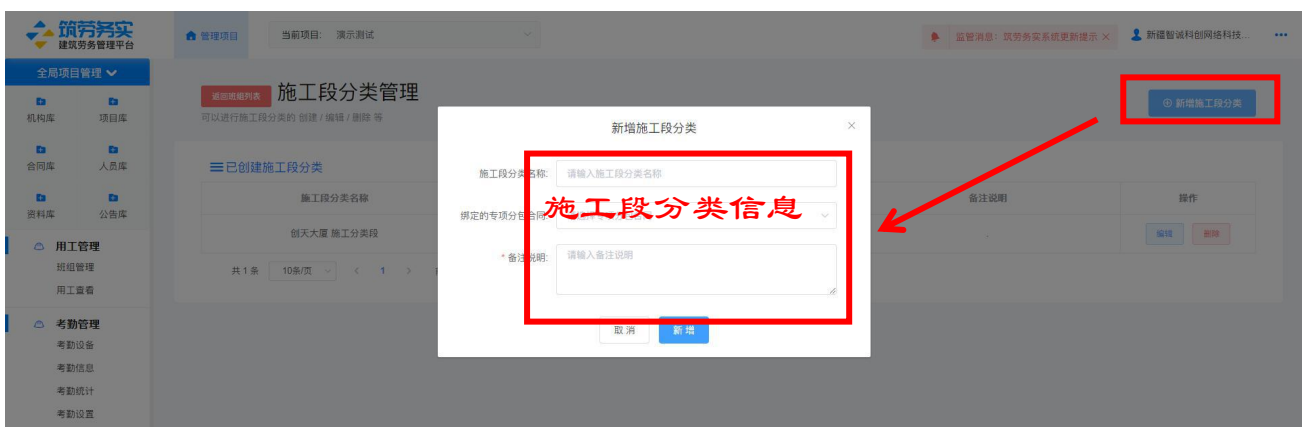 筑劳务实
建筑劳务管理平台
管理项目
当前项目: 演示测试
监管消息: 筑劳务实系统更新提示 ×
新疆智诚科创网络科技...
全局项目管理
机构库 项目库
合同库 人员库
资料库 公告库
用工管理
班组管理
用工查看
考勤管理
考勤设备
考勤信息
考勤统计
考勤设置
返回班组列表 施工段分类管理
可以进行施工段分类的 创建 / 编辑 / 删除 等
新增施工段分类
已创建施工段分类
施工段分类名称 备注说明 操作
创天大厦 施工分类段 . 编辑 删除
共 1 条 10条/页 < 1 >
新增施工段分类 ×
施工段分类名称: 请输入施工段分类名称
绑定的专项分包合同:
施工段分类信息
* 备注说明: 请输入备注说明
取 消 新 增